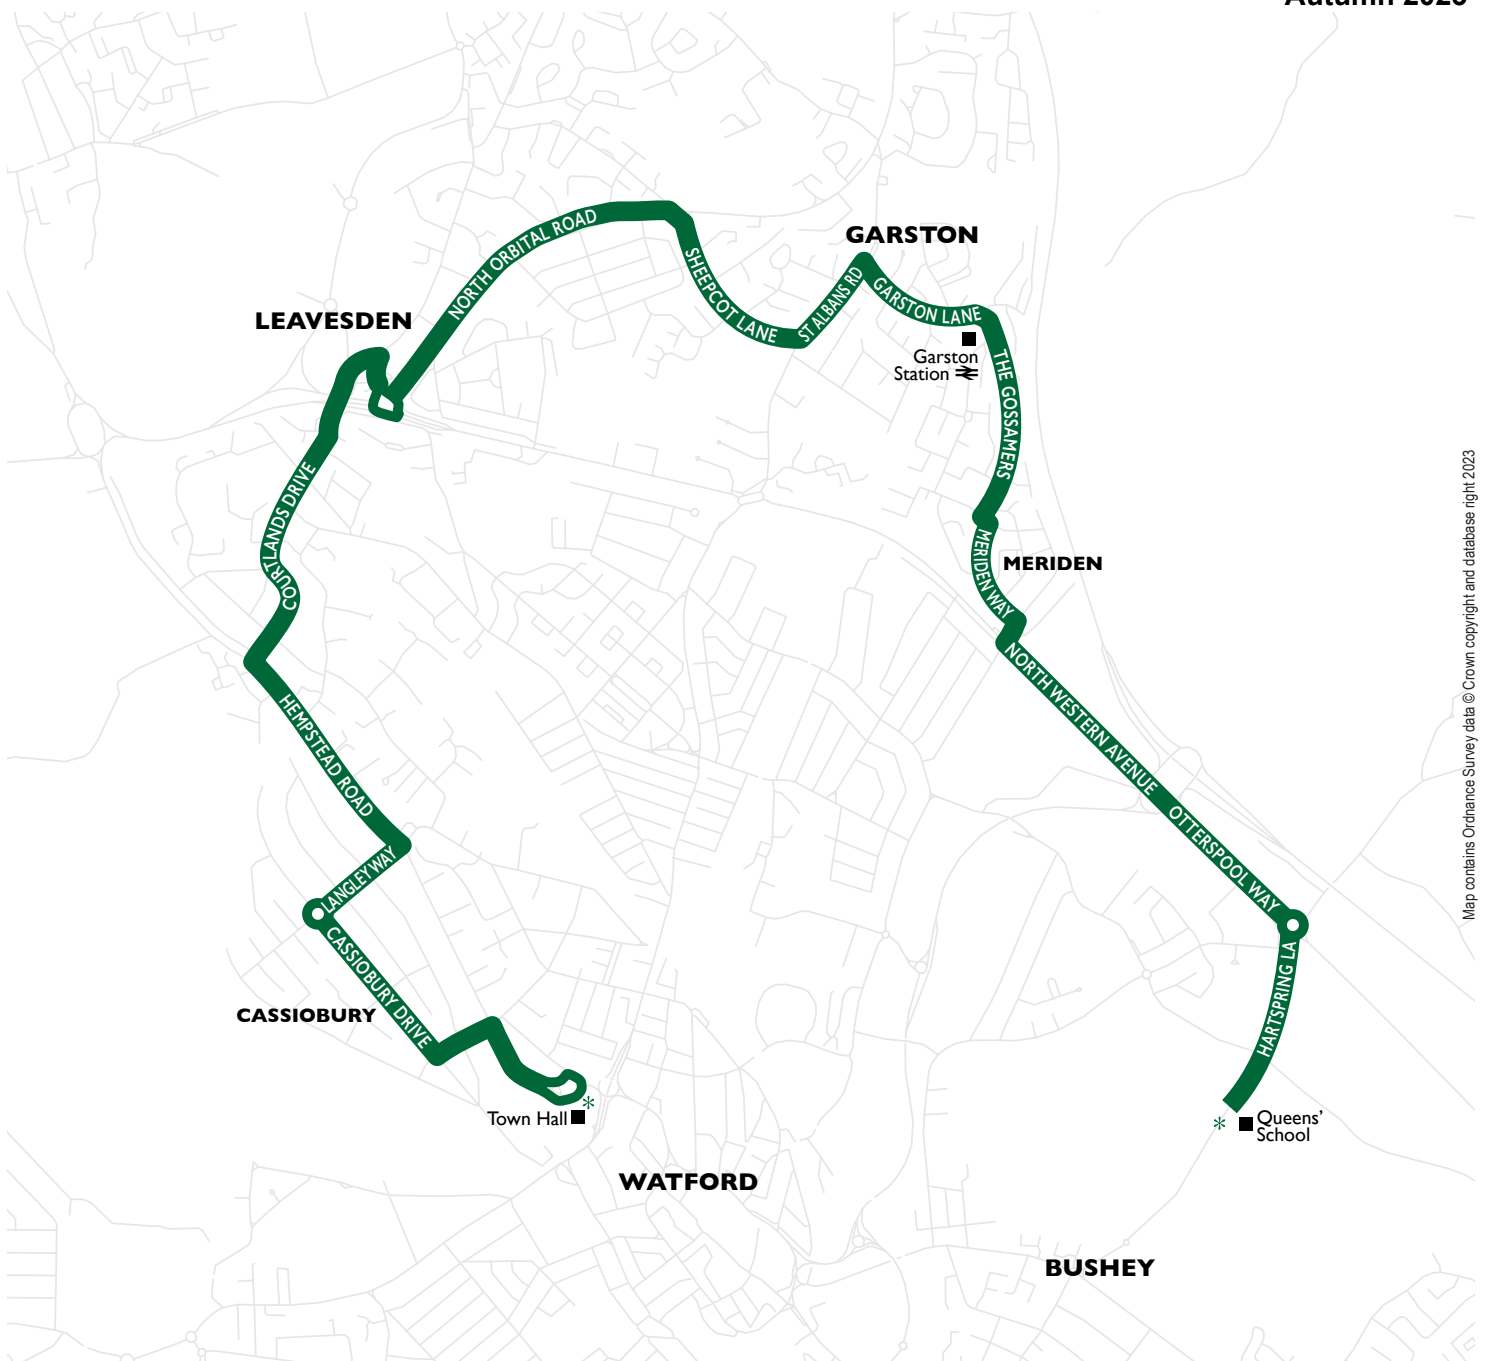 Autumn 2023
GARSTON
NORTH ORBITAL ROAD
SHEEPCOT LANE
ST ALBANS RD
GARSTON LANE
LEAVESDEN
Garston
Station
THE GOSSAMERS
COURTLANDS DRIVE
MERIDEN WAY
MERIDEN
NORTH WESTERN AVENUE
OTTERSPOOL WAY
HEMPSTEAD ROAD
LANGLEY WAY
CASSIOBURY DRIVE
CASSIOBURY
HARTSPRING LA
Town Hall
*
*
Queens'
School
WATFORD
BUSHEY
Map contains Ordnance Survey data © Crown copyright and database right 2023